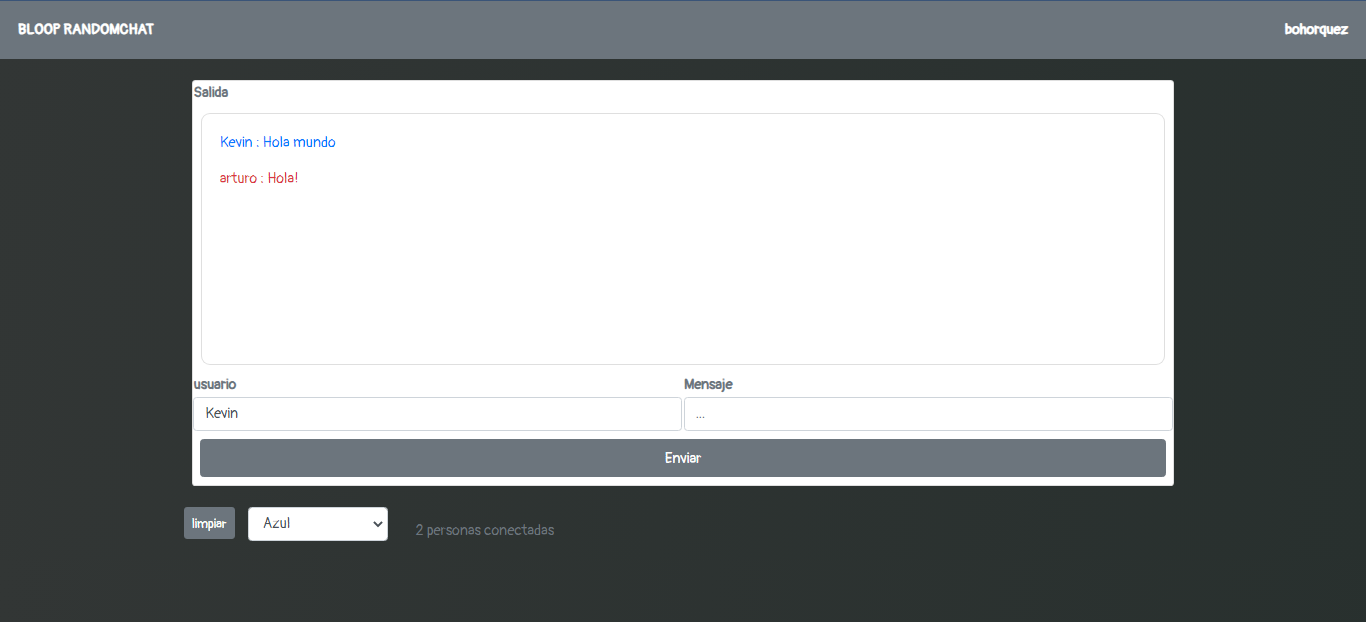 BLOOP RANDOMCHAT
bohorquez
Salida
Kevin : Hola mundo
arturo : Hola!
usuario
Mensaje
Kevin
...
Enviar
limpiar
Azul
2 personas conectadas